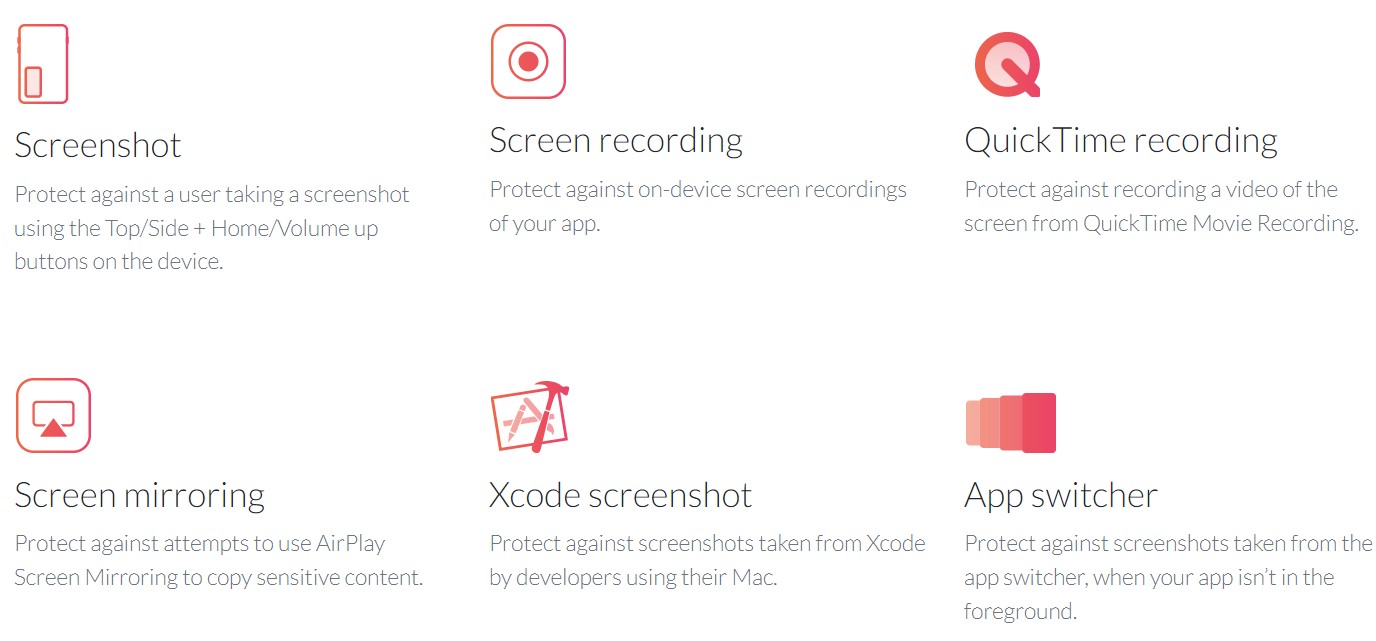 Screenshot
Protect against a user taking a screenshot
using the Top/Side + Home/Volume up
buttons on the device.
Screen recording
Protect against on-device screen recordings
of your app.
QuickTime recording
Protect against recording a video of the
screen from QuickTime Movie Recording.
Screen mirroring
Protect against attempts to use AirPlay
Screen Mirroring to copy sensitive content.
Xcode screenshot
Protect against screenshots taken from Xcode
by developers using their Mac.
App switcher
Protect against screenshots taken from the
app switcher, when your app isn’t in the
foreground.